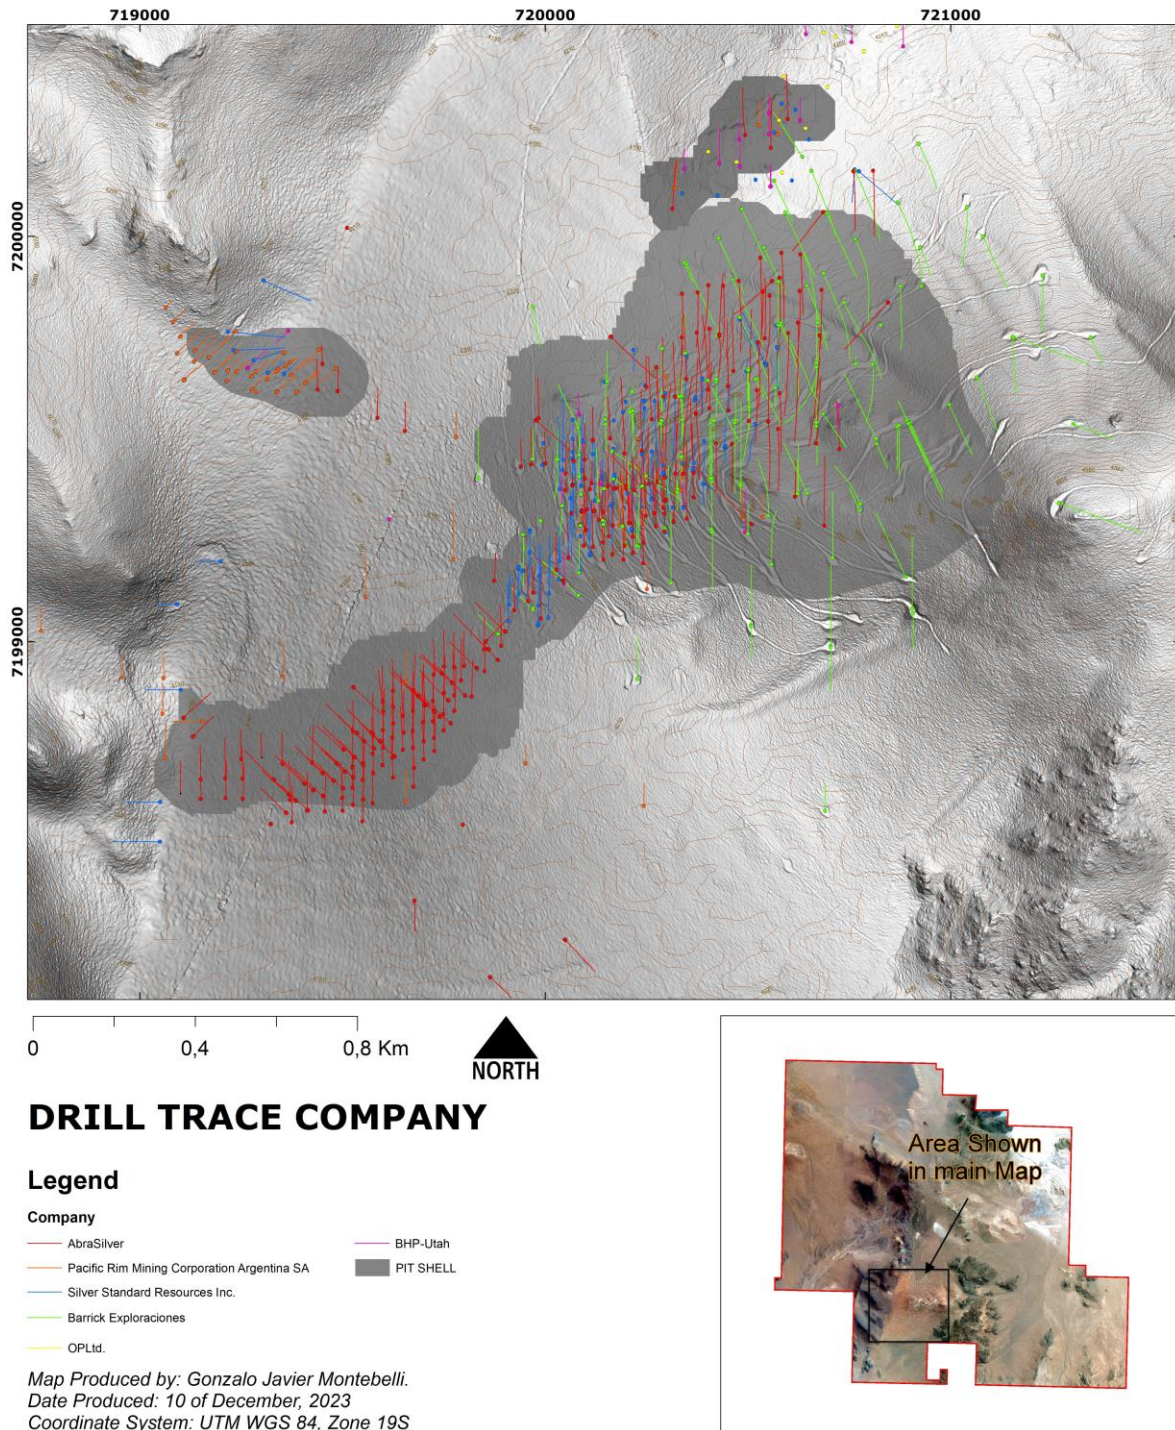 719000
720000
721000
7200000
7199000
0
0,4
0,8 Km
NORTH
DRILL TRACE COMPANY
Legend
Company
AbraSilver
Pacific Rim Mining Corporation Argentina SA
Silver Standard Resources Inc.
Barrick Exploraciones
OPLtd.
BHP-Utah
PIT SHELL
Map Produced by: Gonzalo Javier Montebelli.
Date Produced: 10 of December, 2023
Coordinate System: UTM WGS 84, Zone 19S
Area Shown
in main Map